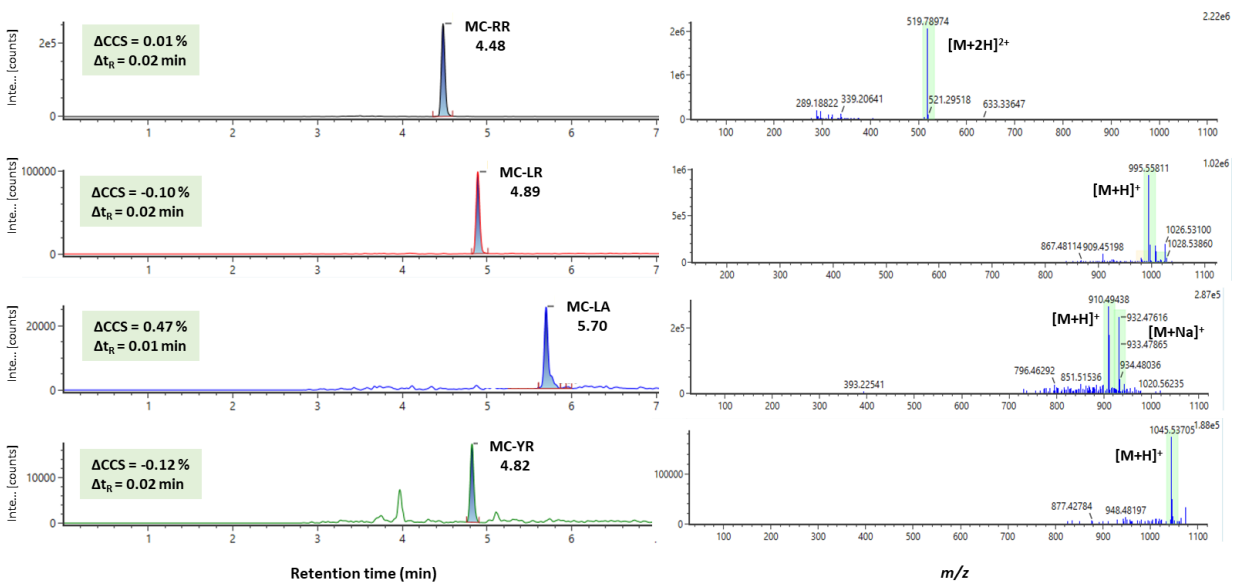 ΔCCS = 0.01 %
Δt_R = 0.02 min
MC-RR
4.48
Inte... [counts]
2e5
0
1 2 3 4 5 6 7
2.22e6
519.78974
[M+2H]²⁺
2e6
1e6
0
289.18822
339.20641
521.29518
633.33647
100 200 300 400 500 600 700 800 900 1000 1100
ΔCCS = -0.10 %
Δt_R = 0.02 min
MC-LR
4.89
Inte... [counts]
100000
0
1 2 3 4 5 6 7
1.02e6
995.55811
[M+H]⁺
1e6
5e5
0
867.48114
909.45198
1026.53100
1028.53860
200 300 400 500 600 700 800 900 1000 1100
ΔCCS = 0.47 %
Δt_R = 0.01 min
MC-LA
5.70
Inte... [counts]
20000
0
1 2 3 4 5 6 7
2.87e5
910.49438
[M+H]⁺
932.47616
[M+Na]⁺
933.47865
934.48036
2e5
0
393.22541
796.46292
851.51536
1020.56235
100 200 300 400 500 600 700 800 900 1000 1100
ΔCCS = -0.12 %
Δt_R = 0.02 min
MC-YR
4.82
Inte... [counts]
10000
0
1 2 3 4 5 6 7
1.88e5
1045.53705
[M+H]⁺
100000
0
877.42784
948.48197
100 200 300 400 500 600 700 800 900 1000 1100
Retention time (min)
m/z